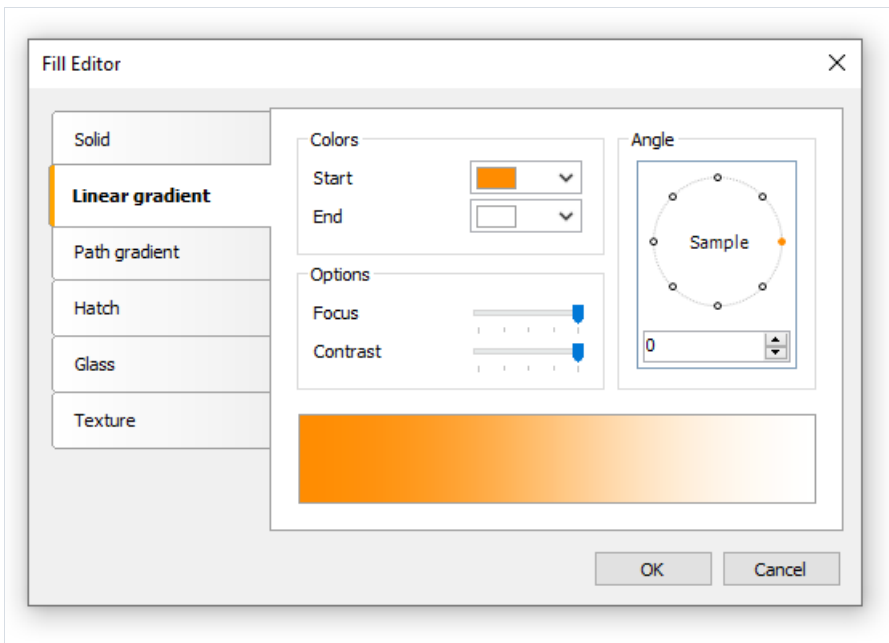 Fill Editor
Solid
Linear gradient
Path gradient
Hatch
Glass
Texture
Colors
Start
End
Options
Focus
Contrast
Angle
Sample
0
OK
Cancel